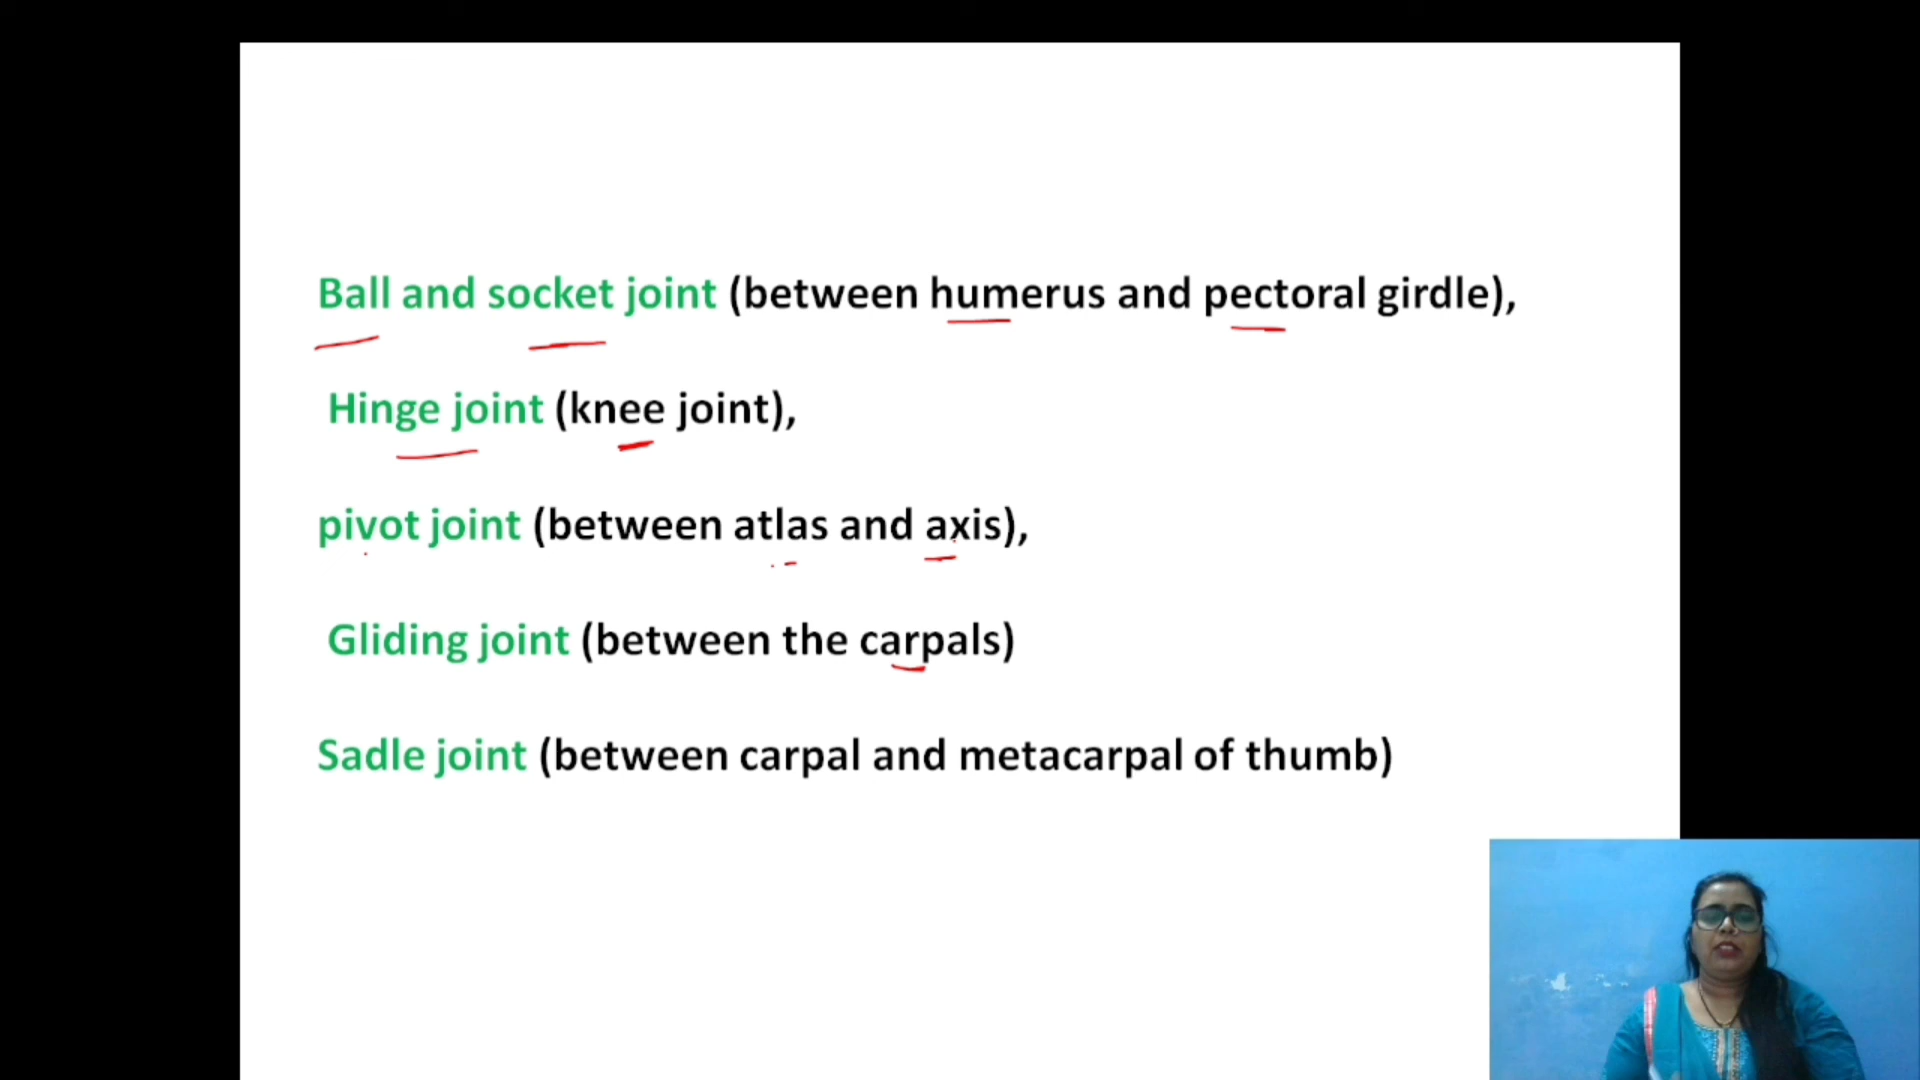 Ball and socket joint (between humerus and pectoral girdle),
Hinge joint (knee joint),
pivot joint (between atlas and axis),
Gliding joint (between the carpals)
Sadle joint (between carpal and metacarpal of thumb)